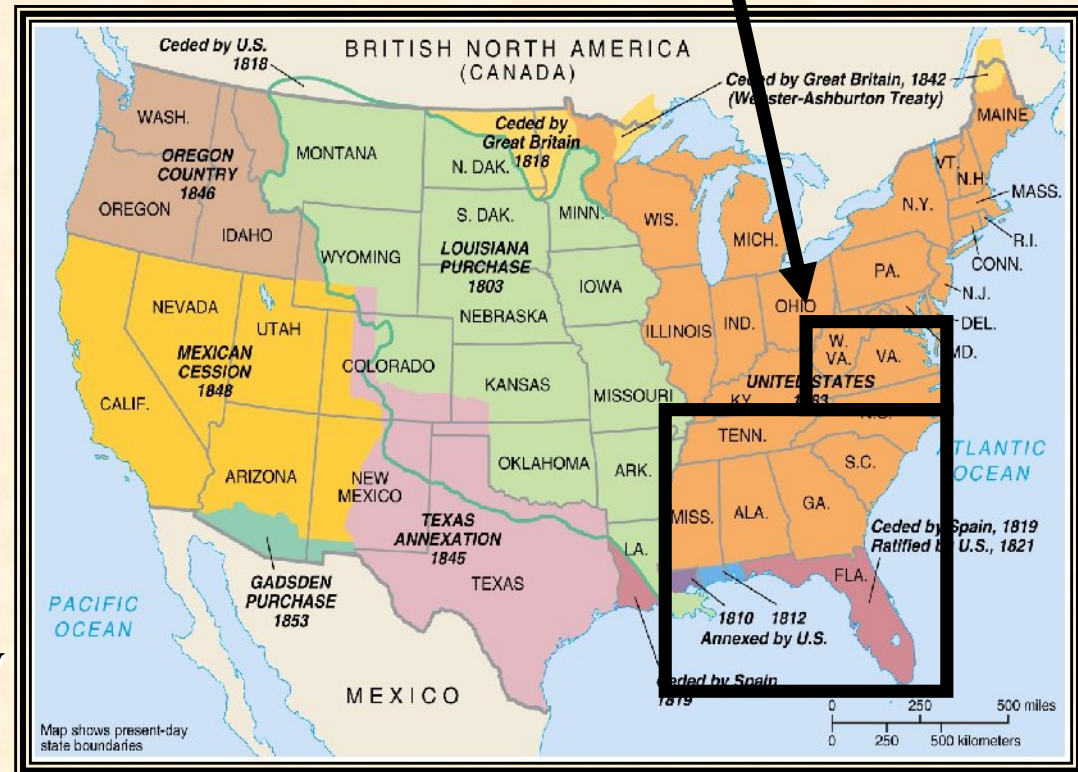 Ceded by U.S.
1818
BRITISH NORTH AMERICA
(CANADA)
Ceded by Great Britain, 1842
(Webster-Ashburton Treaty)
WASH.
OREGON
COUNTRY
1846
OREGON
IDAHO
MONTANA
Ceded by
Great Britain
1818
N. DAK.
S. DAK.
MINN.
WIS.
MICH.
MAINE
VT.
N.H.
MASS.
N.Y.
R.I.
CONN.
PA.
N.J.
DEL.
MD.
WYOMING
LOUISIANA
PURCHASE
1803
IOWA
NEBRASKA
ILLINOIS
IND.
OHIO
W.
VA.
VA.
NEVADA
UTAH
MEXICAN
CESSION
1848
CALIF.
COLORADO
KANSAS
MISSOURI
UNITED STATES
1783
KY.
N.C.
TENN.
S.C.
ATLANTIC
OCEAN
ARIZONA
NEW
MEXICO
OKLAHOMA
ARK.
MISS.
ALA.
GA.
TEXAS
ANNEXATION
1845
TEXAS
LA.
Ceded by Spain, 1819
Ratified by U.S., 1821
FLA.
GADSDEN
PURCHASE
1853
PACIFIC
OCEAN
1810
1812
Annexed by U.S.
Ceded by Spain
1819
MEXICO
0 250 500 miles
0 250 500 kilometers
Map shows present-day
state boundaries